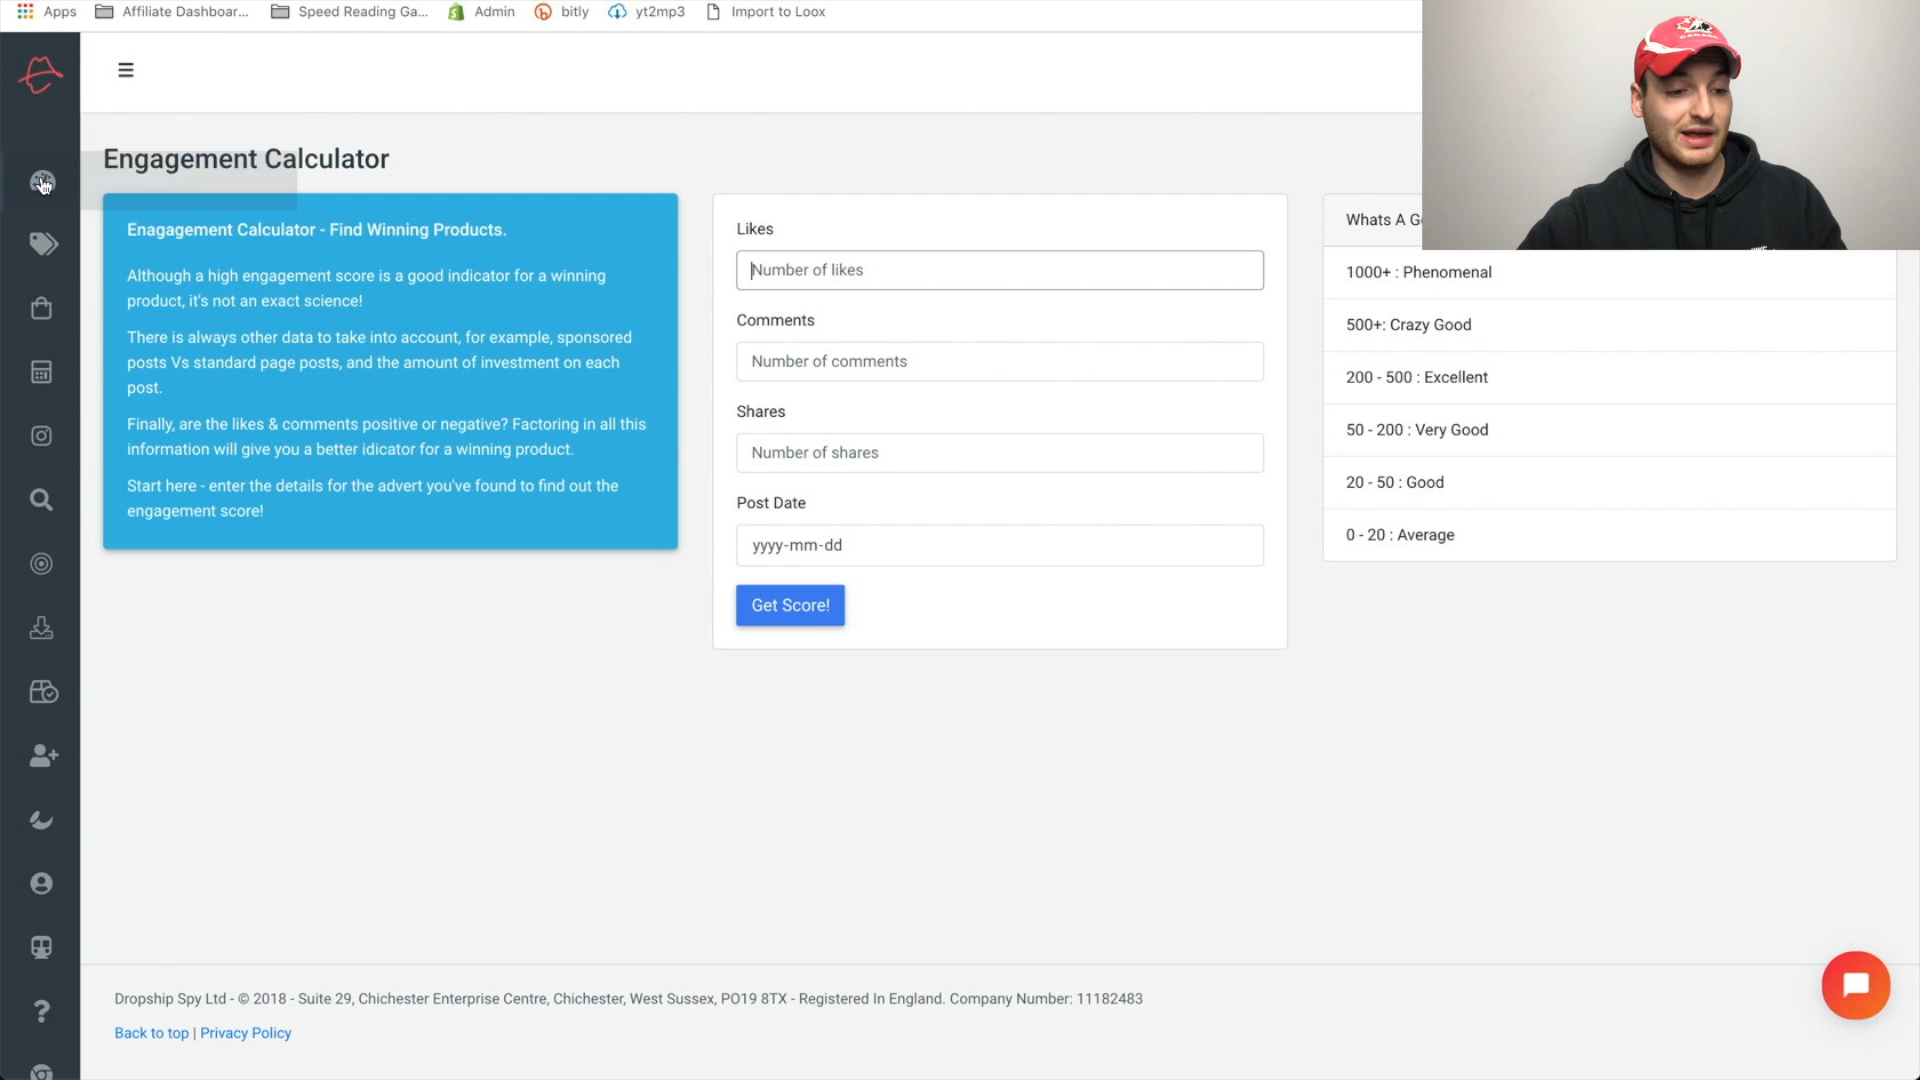 Apps
Affiliate Dashboar...
Speed Reading Ga...
Admin
bitly
yt2mp3
Import to Loox
CANADA
Engagement Calculator
Enagagement Calculator - Find Winning Products.
Although a high engagement score is a good indicator for a winning
product, it's not an exact science!
There is always other data to take into account, for example, sponsored
posts Vs standard page posts, and the amount of investment on each
post.
Finally, are the likes & comments positive or negative? Factoring in all this
information will give you a better idicator for a winning product.
Start here - enter the details for the advert you've found to find out the
engagement score!
Likes
Number of likes
Comments
Number of comments
Shares
Number of shares
Post Date
yyyy-mm-dd
Get Score!
Whats A G
1000+ : Phenomenal
500+: Crazy Good
200 - 500 : Excellent
50 - 200 : Very Good
20 - 50 : Good
0 - 20 : Average
Dropship Spy Ltd - © 2018 - Suite 29, Chichester Enterprise Centre, Chichester, West Sussex, PO19 8TX - Registered In England. Company Number: 11182483
Back to top | Privacy Policy